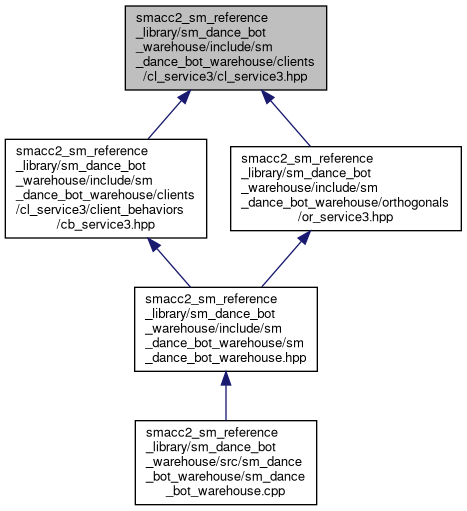 smacc2_sm_reference
_library/sm_dance_bot
_warehouse/include/sm
_dance_bot_warehouse/clients
/cl_service3/cl_service3.hpp
smacc2_sm_reference
_library/sm_dance_bot
_warehouse/include/sm
_dance_bot_warehouse/clients
/cl_service3/client_behaviors
/cb_service3.hpp
smacc2_sm_reference
_library/sm_dance_bot
_warehouse/include/sm
_dance_bot_warehouse/orthogonals
/or_service3.hpp
smacc2_sm_reference
_library/sm_dance_bot
_warehouse/include/sm
_dance_bot_warehouse/sm
_dance_bot_warehouse.hpp
smacc2_sm_reference
_library/sm_dance_bot
_warehouse/src/sm_dance
_bot_warehouse/sm_dance
_bot_warehouse.cpp